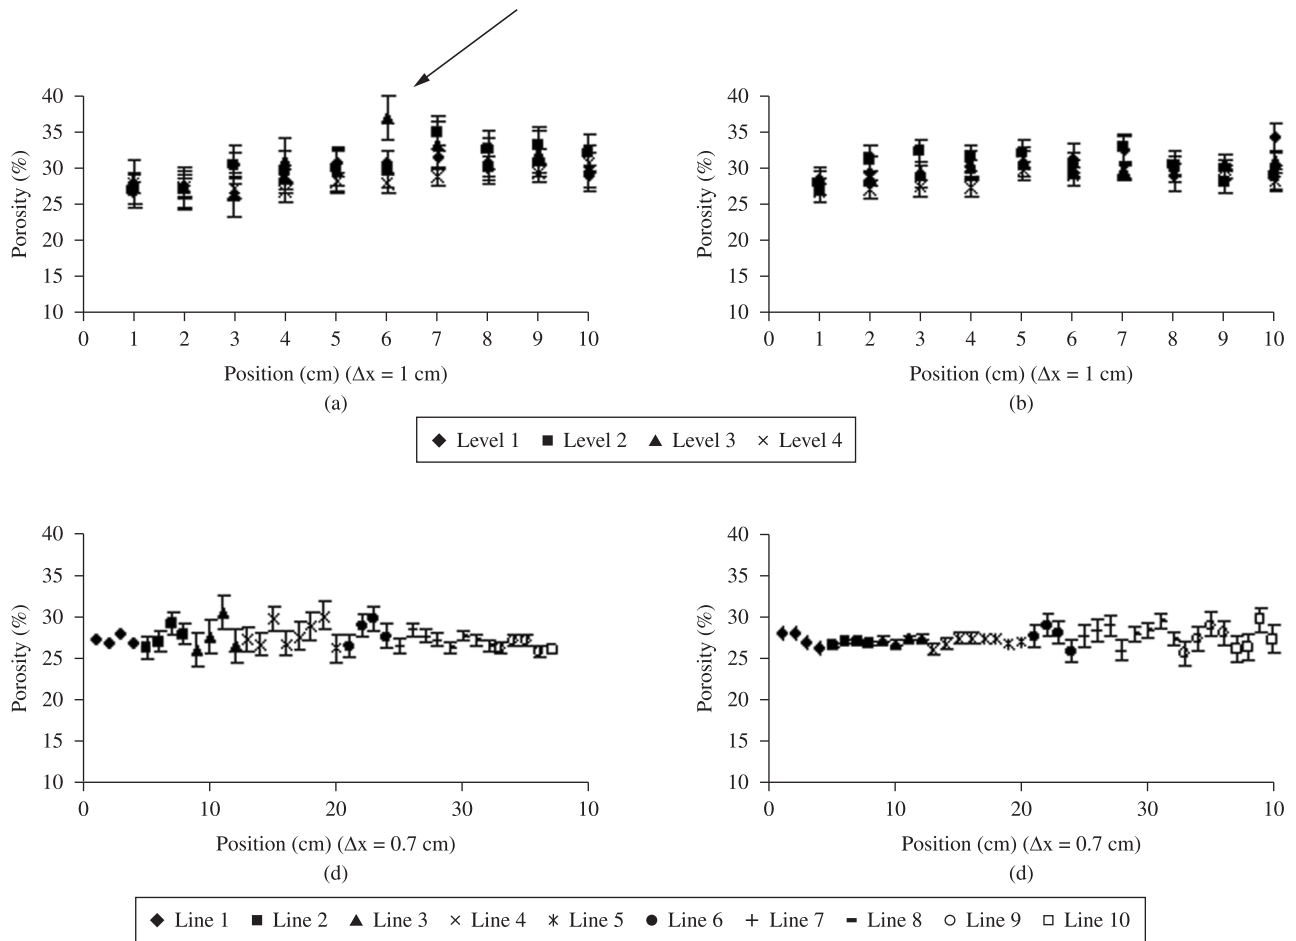 40 35 30 25 20 15 10
Porosity (%)
0 1 2 3 4 5 6 7 8 9 10
Position (cm) (Δx = 1 cm)
(a)
40 35 30 25 20 15 10
Porosity (%)
0 1 2 3 4 5 6 7 8 9 10
Position (cm) (Δx = 1 cm)
(b)
Level 1 Level 2 Level 3 Level 4
40 35 30 25 20 15 10
Porosity (%)
0 10 20 30 10
Position (cm) (Δx = 0.7 cm)
(d)
40 35 30 25 20 15 10
Porosity (%)
0 10 20 30 10
Position (cm) (Δx = 0.7 cm)
(d)
Line 1 Line 2 Line 3 Line 4 Line 5 Line 6 Line 7 Line 8 Line 9 Line 10